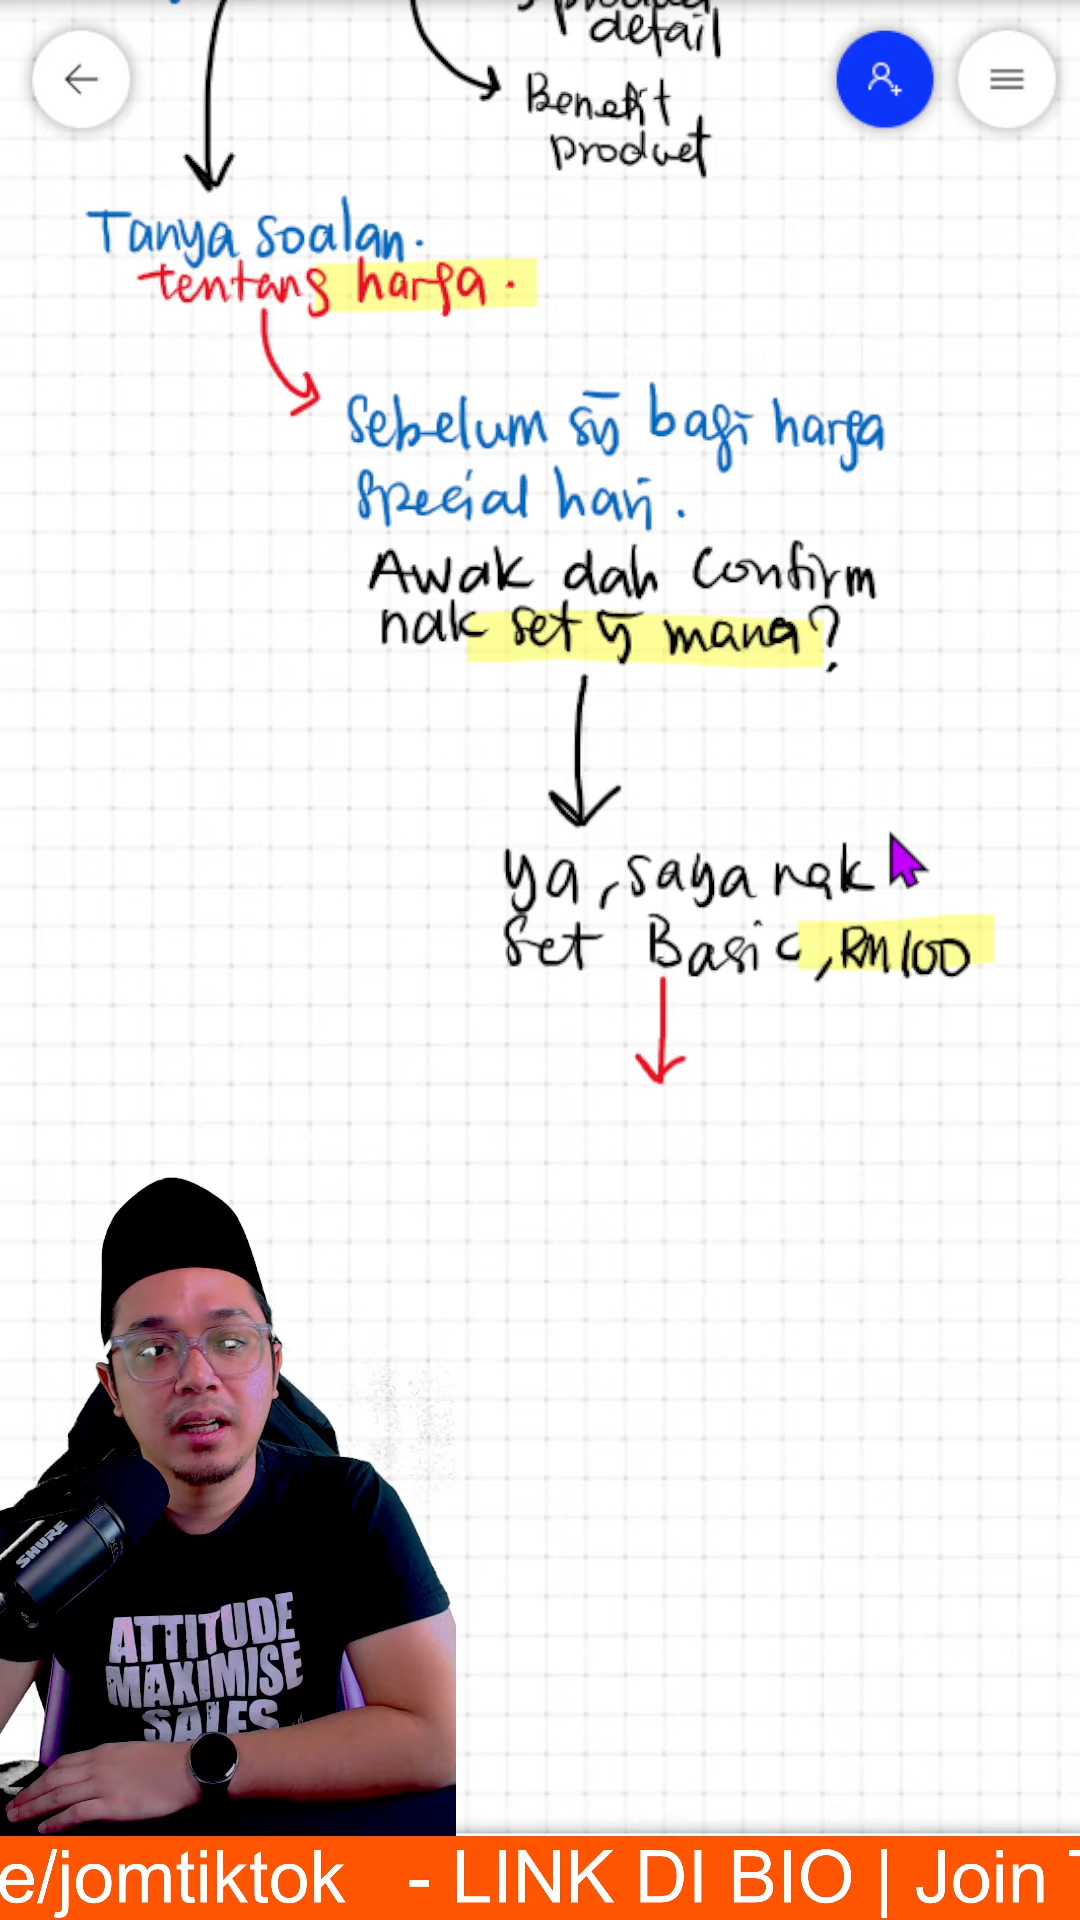 product
detail
Benefit
product
Tanya soalan.
tentang harga.
Sebelum sy bagi harga
special hari.
Awak dah confirm
nak set yg mana?
ya, saya nak
set Basic, RM100
SHURE
ATTITUDE
MAXIMISE
SALES
e/jomtiktok - LINK DI BIO | Join